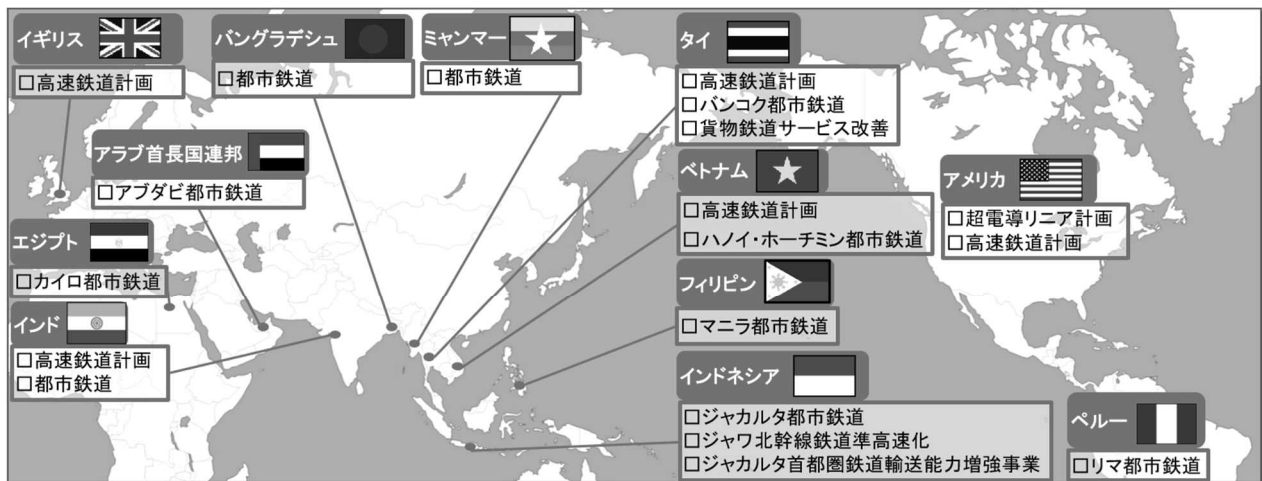 イギリス
□高速鉄道計画
バングラデシュ
□都市鉄道
ミャンマー
□都市鉄道
タイ
□高速鉄道計画
□バンコク都市鉄道
□貨物鉄道サービス改善
アラブ首長国連邦
□アブダビ都市鉄道
ベトナム
□高速鉄道計画
□ハノイ・ホーチミン都市鉄道
アメリカ
□超電導リニア計画
□高速鉄道計画
エジプト
□カイロ都市鉄道
フィリピン
□マニラ都市鉄道
インド
□高速鉄道計画
□都市鉄道
インドネシア
□ジャカルタ都市鉄道
□ジャワ北幹線鉄道準高速化
□ジャカルタ首都圏鉄道輸送能力増強事業
ペルー
□リマ都市鉄道